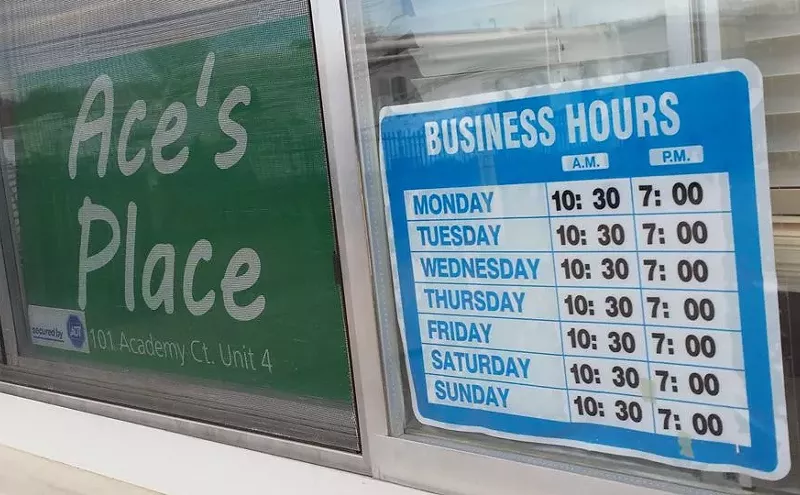 Ace's
Place
secured by ADT
101 Academy Ct. Unit 4
BUSINESS HOURS
A.M. P.M.
MONDAY 10: 30 7: 00
TUESDAY 10: 30 7: 00
WEDNESDAY 10: 30 7: 00
THURSDAY 10: 30 7: 00
FRIDAY 10: 30 7: 00
SATURDAY 10: 30 7: 00
SUNDAY 10: 30 7: 00